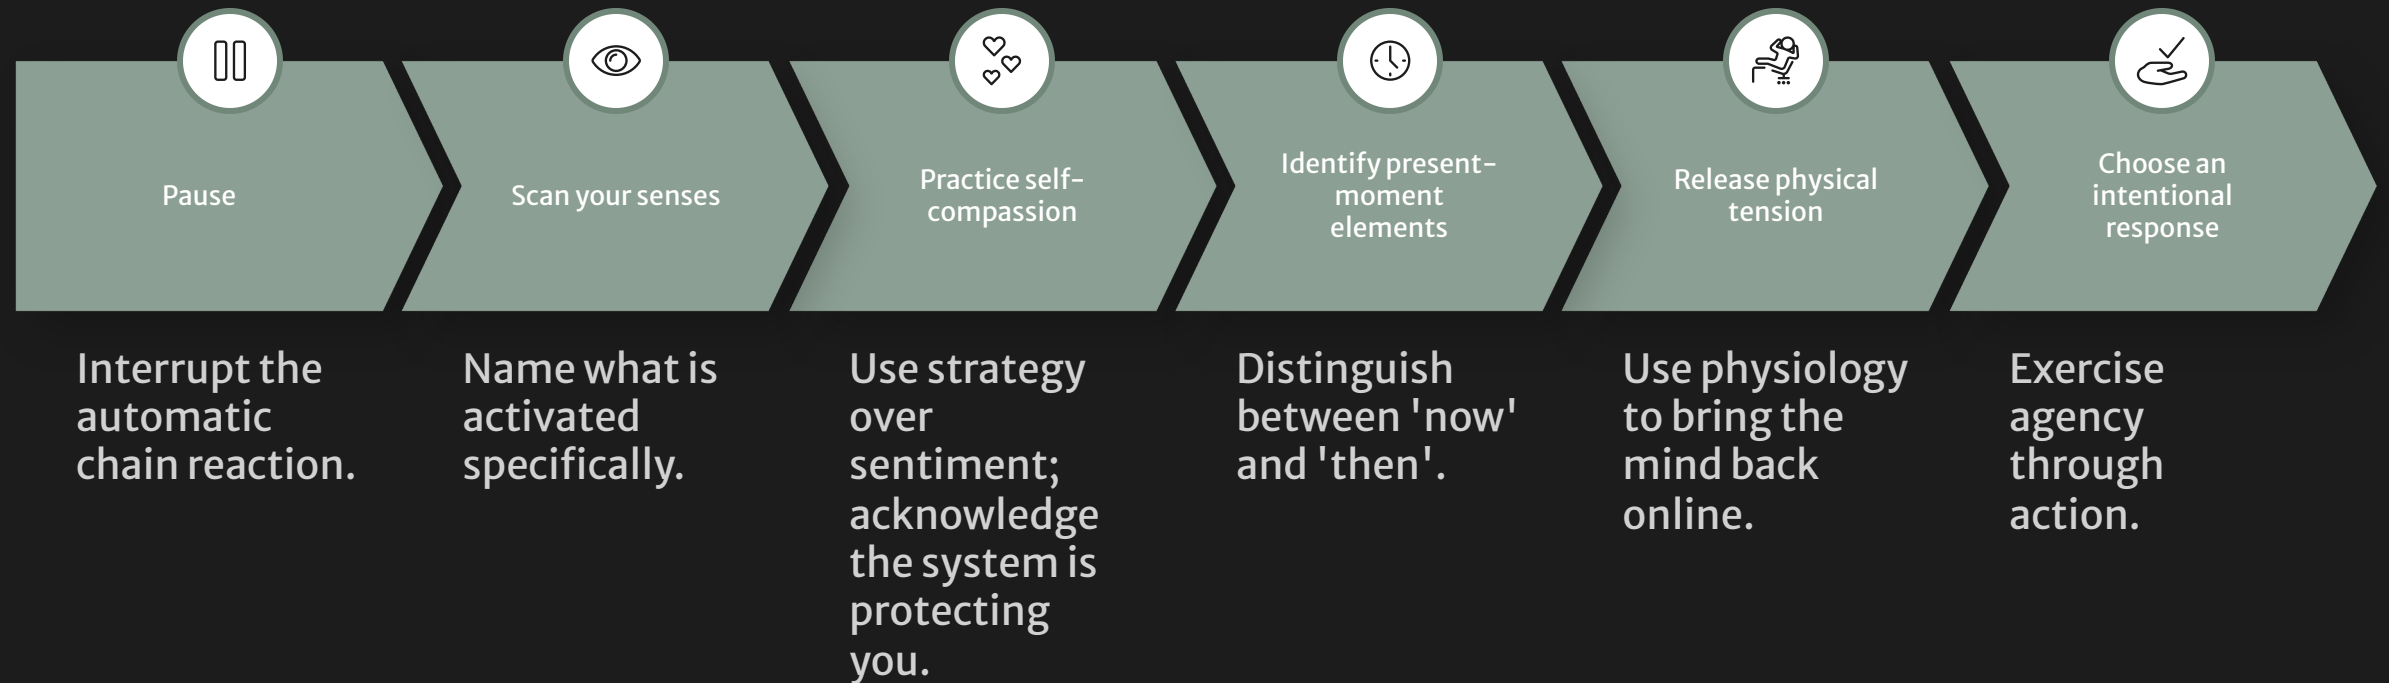 Pause
Scan your senses
Practice self-
compassion
Identify present-
moment
elements
Release physical
tension
Choose an
intentional
response
Interrupt the
automatic
chain reaction.
Name what is
activated
specifically.
Use strategy
over
sentiment;
acknowledge
the system is
protecting
you.
Distinguish
between 'now'
and 'then'.
Use physiology
to bring the
mind back
online.
Exercise
agency
through
action.